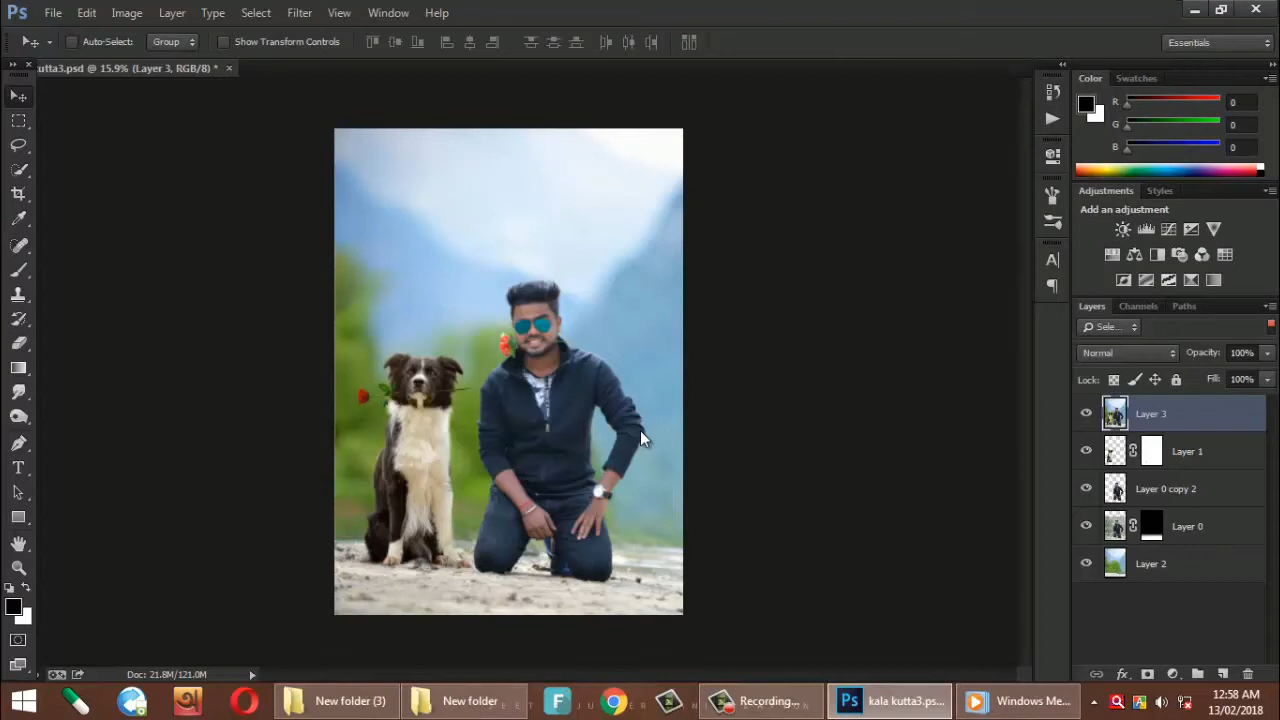 Ps File Edit Image Layer Type Select Filter View Window Help
Auto-Select: Group Show Transform Controls Essentials
utta3.psd @ 15.9% (Layer 3, RGB/8) * ×
Color Swatches
R 0
G 0
B 0
Adjustments Styles
Add an adjustment
Layers Channels Paths
Sele...
Normal Opacity: 100%
Lock: Fill: 100%
Layer 3
Layer 1
Layer 0 copy 2
Layer 0
Layer 2
Doc: 21.8M/121.0M
New folder (3) New folder Recording... Ps kala kutta3.ps... Windows Me... 12:58 AM
13/02/2018